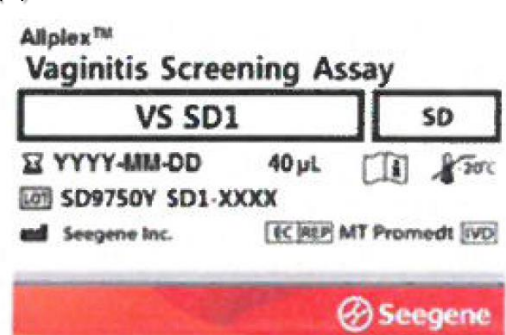 Allplex™
Vaginitis Screening Assay
VS SD1 SD
YYYY-MM-DD 40 µL -20°C
LOT SD9750Y SD1-XXXX
Seegene Inc. EC REP MT Promedt IVD
Seegene